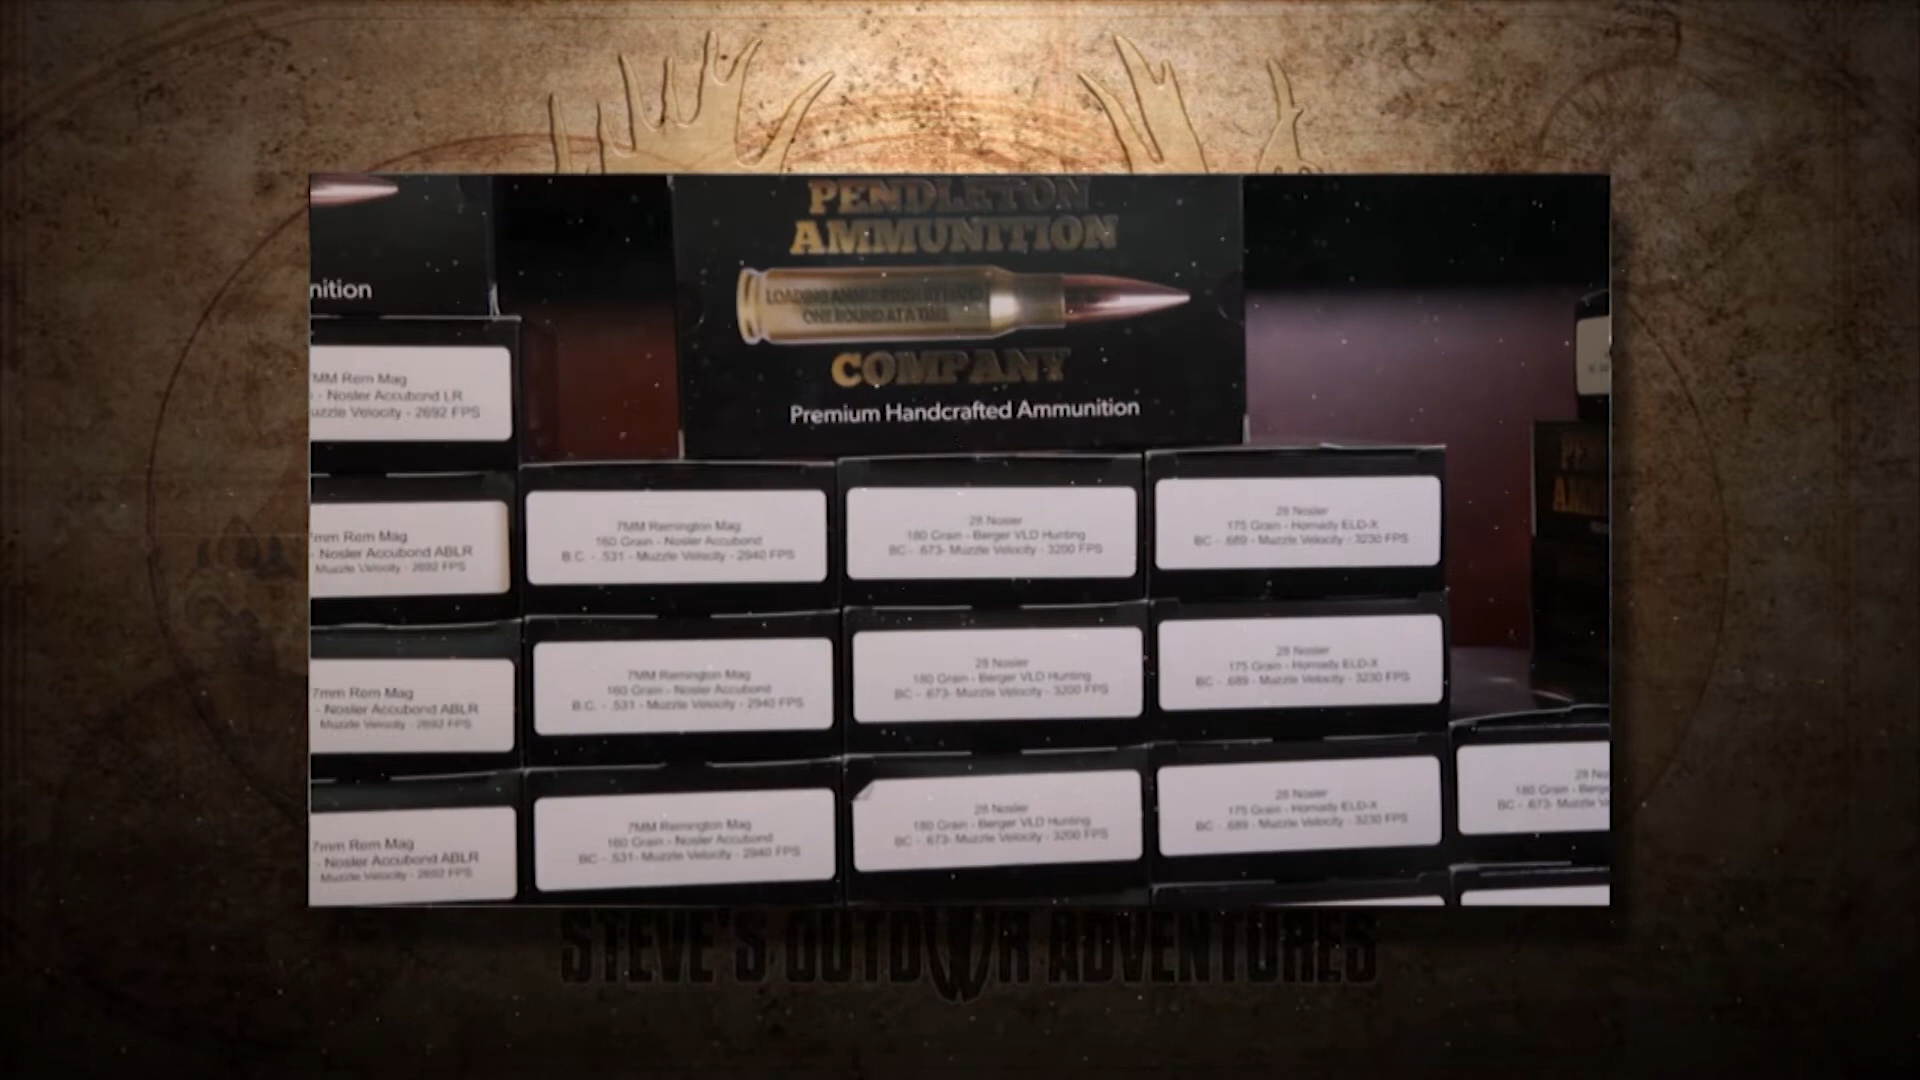 PENDLETON
AMMUNITION
LOADING AMMUNITION BY HAND
ONE ROUND AT A TIME
COMPANY
Premium Handcrafted Ammunition
nition
7MM Rem Mag
- Nosler Accubond LR
Muzzle Velocity - 2692 FPS
7mm Rem Mag
- Nosler Accubond ABLR
Muzzle Velocity - 2692 FPS
7MM Remington Mag
160 Grain - Nosler Accubond
B.C. - .531 - Muzzle Velocity - 2940 FPS
28 Nosler
180 Grain - Berger VLD Hunting
BC - .673- Muzzle Velocity - 3200 FPS
28 Nosler
175 Grain - Hornady ELD-X
BC - .689 - Muzzle Velocity - 3230 FPS
7mm Rem Mag
- Nosler Accubond ABLR
Muzzle Velocity - 2692 FPS
7MM Remington Mag
160 Grain - Nosler Accubond
B.C. - .531 - Muzzle Velocity - 2940 FPS
28 Nosler
180 Grain - Berger VLD Hunting
BC - .673- Muzzle Velocity - 3200 FPS
28 Nosler
175 Grain - Hornady ELD-X
BC - .689 - Muzzle Velocity - 3230 FPS
7mm Rem Mag
- Nosler Accubond ABLR
Muzzle Velocity - 2692 FPS
7MM Remington Mag
160 Grain - Nosler Accubond
BC - .531- Muzzle Velocity - 2940 FPS
28 Nosler
180 Grain - Berger VLD Hunting
BC - .673- Muzzle Velocity - 3200 FPS
28 Nosler
175 Grain - Hornady ELD-X
BC - .689 - Muzzle Velocity - 3230 FPS
28 No
180 Grain - Berge
BC - .673- Muzzle V
STEVE'S OUTDOOR ADVENTURES